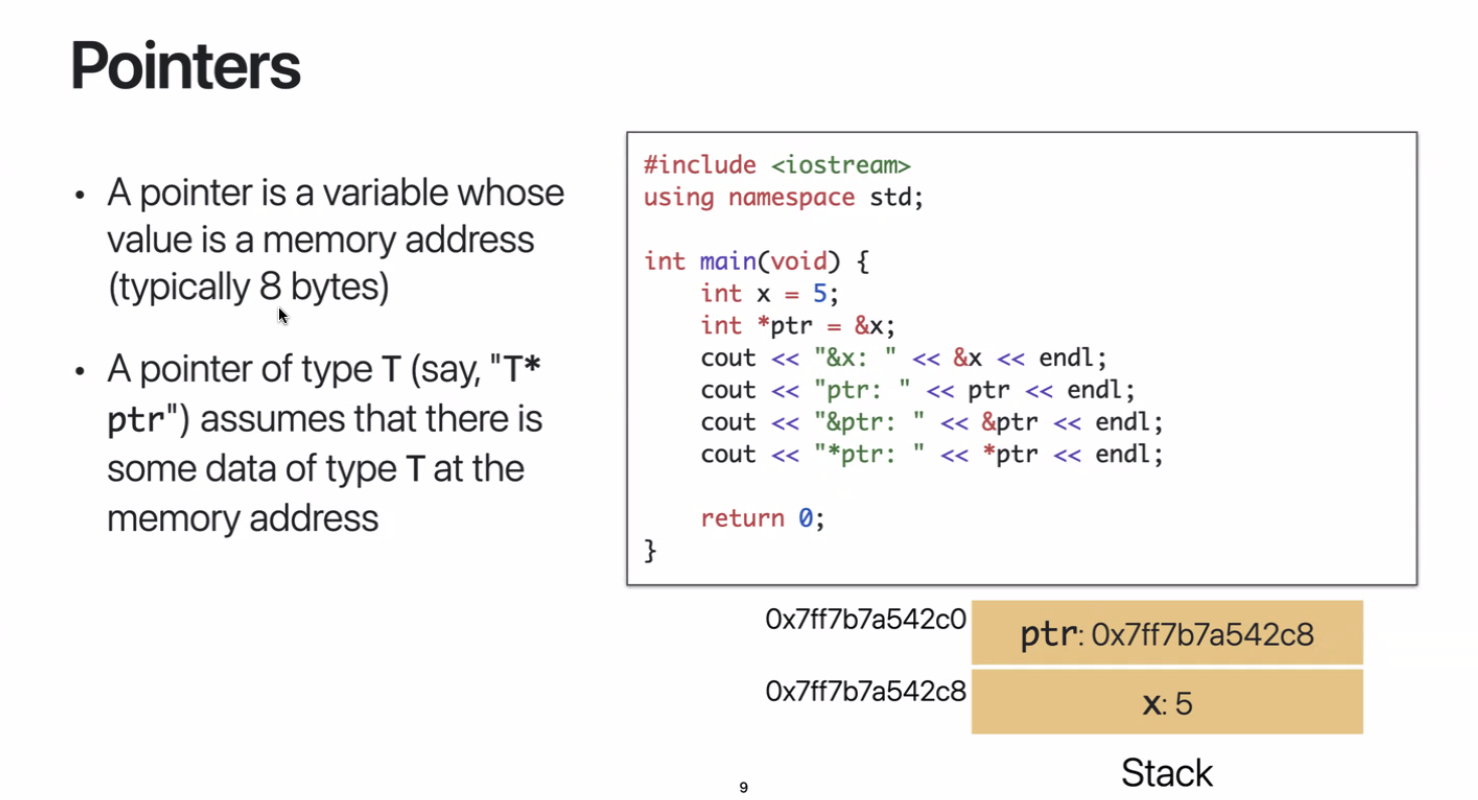 Pointers
• A pointer is a variable whose
value is a memory address
(typically 8 bytes)
• A pointer of type T (say, "T*
ptr") assumes that there is
some data of type T at the
memory address
#include <iostream>
using namespace std;

int main(void) {
    int x = 5;
    int *ptr = &x;
    cout << "&x: " << &x << endl;
    cout << "ptr: " << ptr << endl;
    cout << "&ptr: " << &ptr << endl;
    cout << "*ptr: " << *ptr << endl;

    return 0;
}
0x7ff7b7a542c0 ptr: 0x7ff7b7a542c8
0x7ff7b7a542c8 x: 5
Stack
9